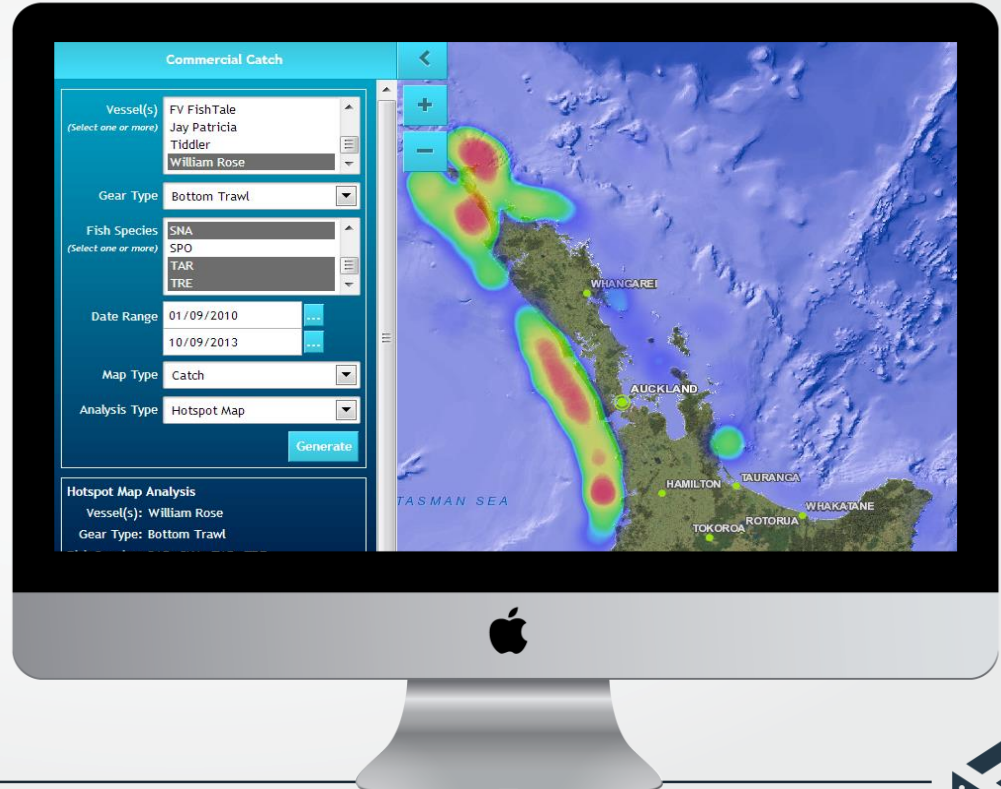 Commercial Catch
Vessel(s)
(Select one or more)
FV FishTale
Jay Patricia
Tiddler
William Rose
Gear Type
Bottom Trawl
Fish Species
(Select one or more)
SNA
SPO
TAR
TRE
Date Range
01/09/2010
...
10/09/2013
...
Map Type
Catch
Analysis Type
Hotspot Map
Generate
Hotspot Map Analysis
Vessel(s): William Rose
Gear Type: Bottom Trawl
WHANGAREI
AUCKLAND
HAMILTON
TAURANGA
TASMAN SEA
WHAKATANE
ROTORUA
TOKOROA